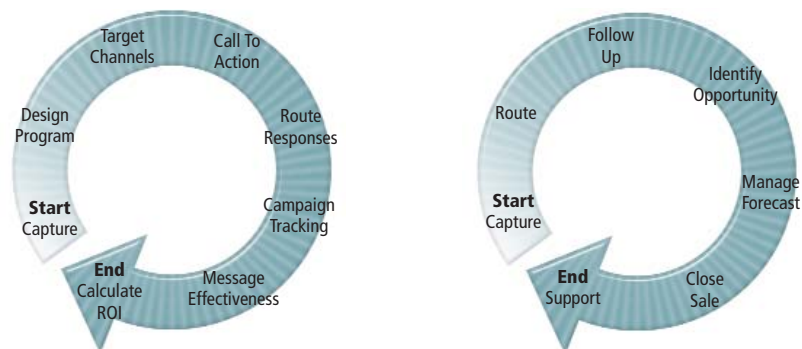 Start
Capture
Design
Program
Target
Channels
Call To
Action
Route
Responses
Campaign
Tracking
Message
Effectiveness
End
Calculate
ROI
Start
Capture
Route
Follow
Up
Identify
Opportunity
Manage
Forecast
Close
Sale
End
Support